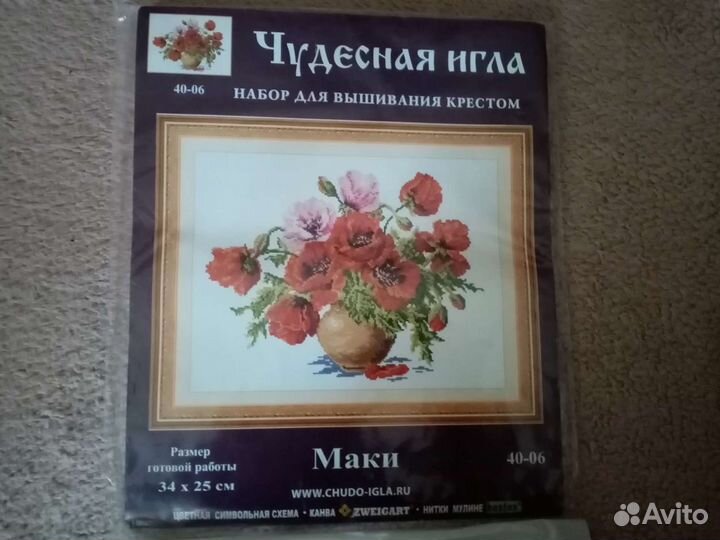 Чудесная игла
40-06
НАБОР ДЛЯ ВЫШИВАНИЯ КРЕСТОМ
Размер
готовой работы
34 x 25 см
Маки
40-06
WWW.CHUDO-IGLA.RU
ЦВЕТНАЯ СИМВОЛЬНАЯ СХЕМА • КАНВА ZWEIGART • НИТКИ МУЛИНЕ
Avito